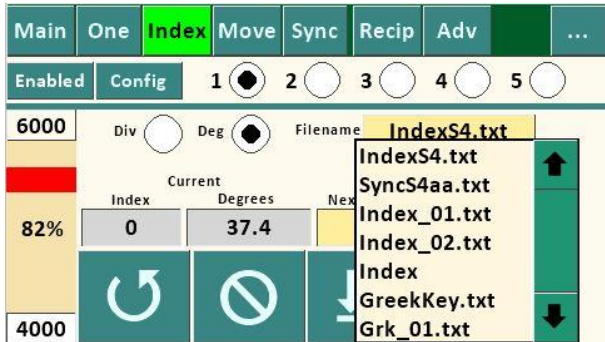 Main One Index Move Sync Recip Adv ...
Enabled Config 1 2 3 4 5
6000 Div Deg Filename IndexS4.txt
IndexS4.txt
SyncS4aa.txt
Current
Index Degrees
82% 0 37.4
Index_01.txt
Index_02.txt
Index
GreekKey.txt
4000 Grk_01.txt